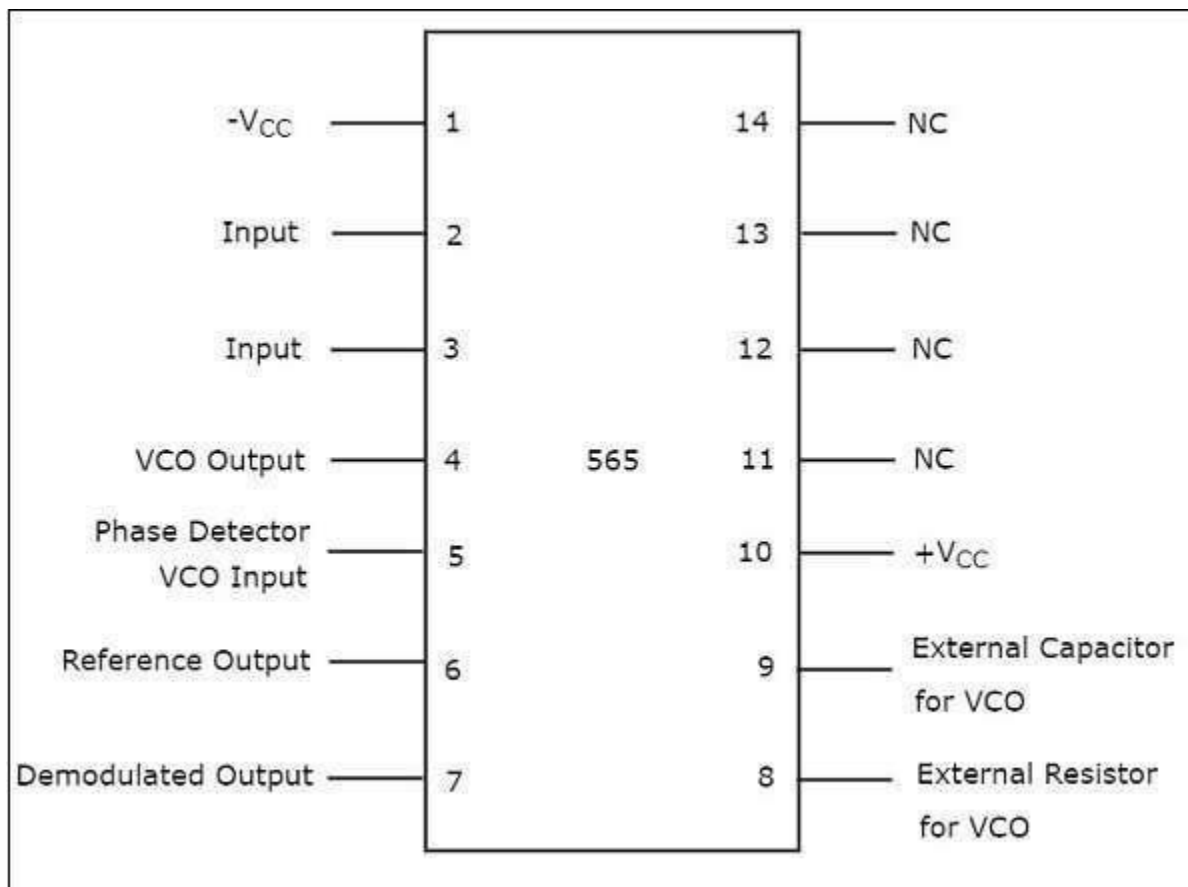 -VCC 1 14 NC
Input 2 13 NC
Input 3 12 NC
VCO Output 4 565 11 NC
Phase Detector
VCO Input 5 10 +VCC
Reference Output 6 9 External Capacitor
for VCO
Demodulated Output 7 8 External Resistor
for VCO